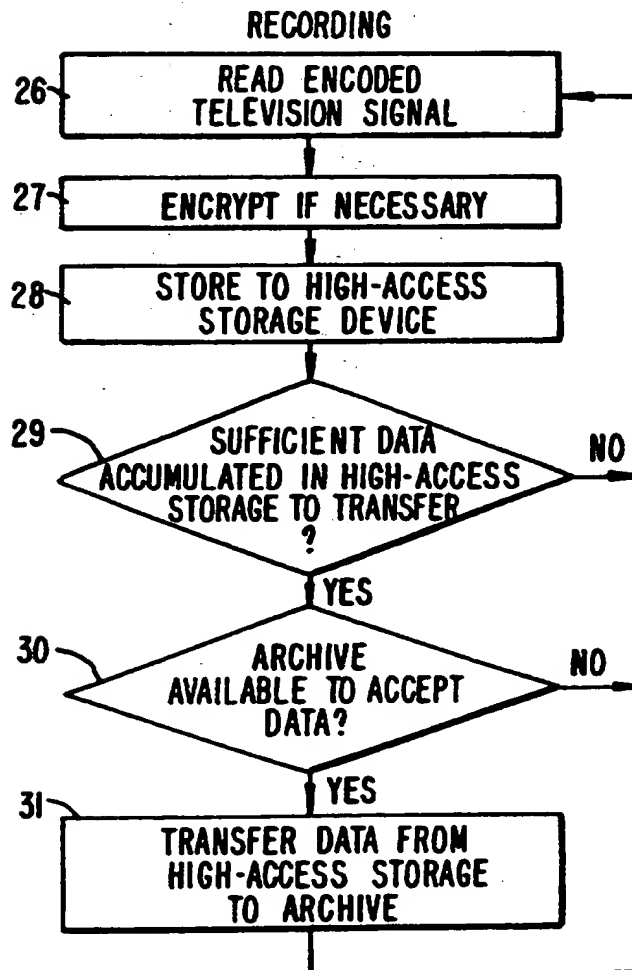 RECORDING
26
READ ENCODED
TELEVISION SIGNAL
27
ENCRYPT IF NECESSARY
28
STORE TO HIGH-ACCESS
STORAGE DEVICE
29
SUFFICIENT DATA
ACCUMULATED IN HIGH-ACCESS
STORAGE TO TRANSFER
?
NO
YES
30
ARCHIVE
AVAILABLE TO ACCEPT
DATA?
NO
YES
31
TRANSFER DATA FROM
HIGH-ACCESS STORAGE
TO ARCHIVE